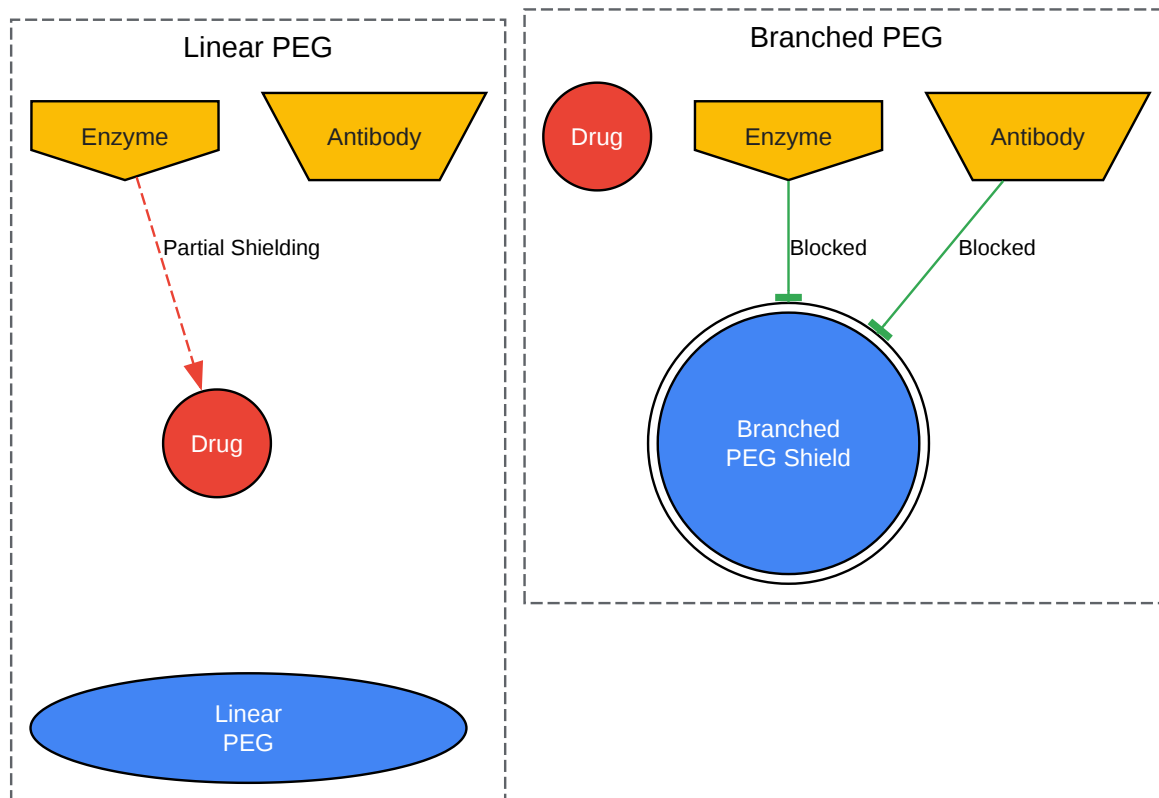 Linear PEG
Enzyme
Antibody
Partial Shielding
Drug
Linear
PEG
Branched PEG
Drug
Enzyme
Antibody
Blocked
Blocked
Branched
PEG Shield